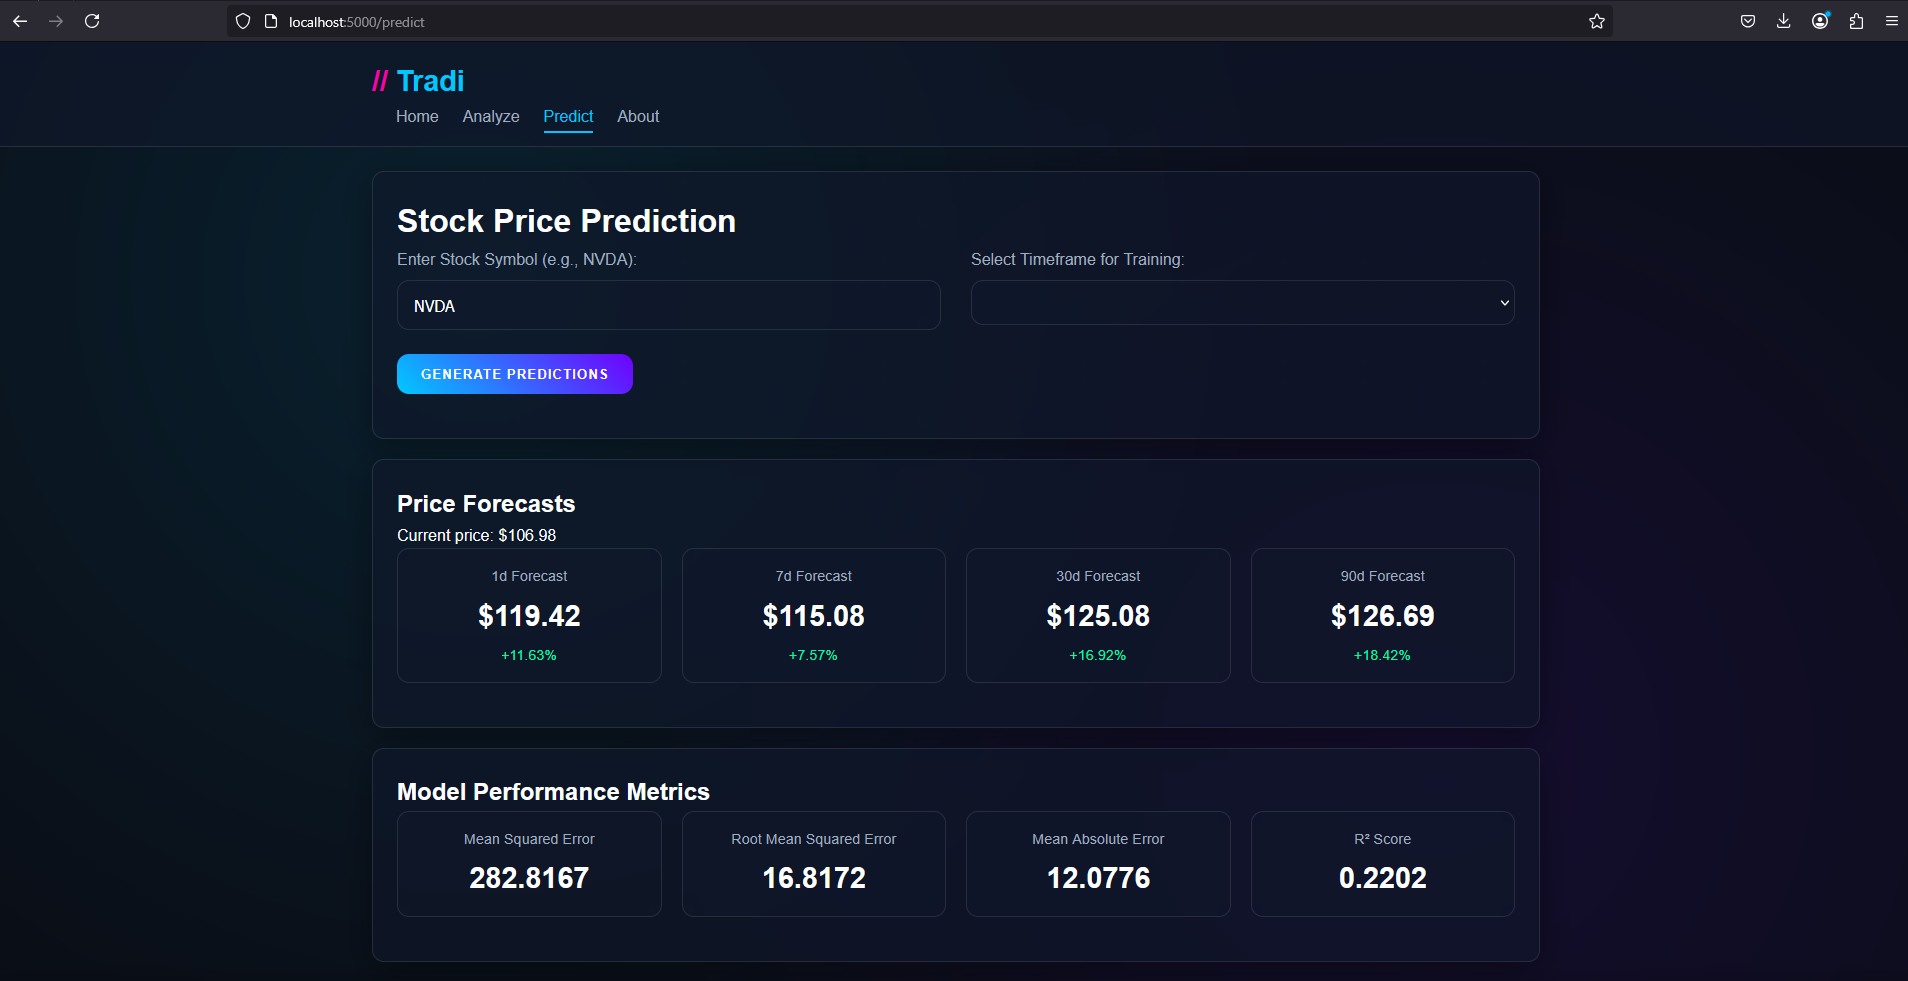 localhost:5000/predict
// Tradi
Home Analyze Predict About
Stock Price Prediction
Enter Stock Symbol (e.g., NVDA): Select Timeframe for Training:
NVDA
GENERATE PREDICTIONS
Price Forecasts
Current price: $106.98
1d Forecast 7d Forecast 30d Forecast 90d Forecast
$119.42 $115.08 $125.08 $126.69
+11.63% +7.57% +16.92% +18.42%
Model Performance Metrics
Mean Squared Error Root Mean Squared Error Mean Absolute Error R² Score
282.8167 16.8172 12.0776 0.2202